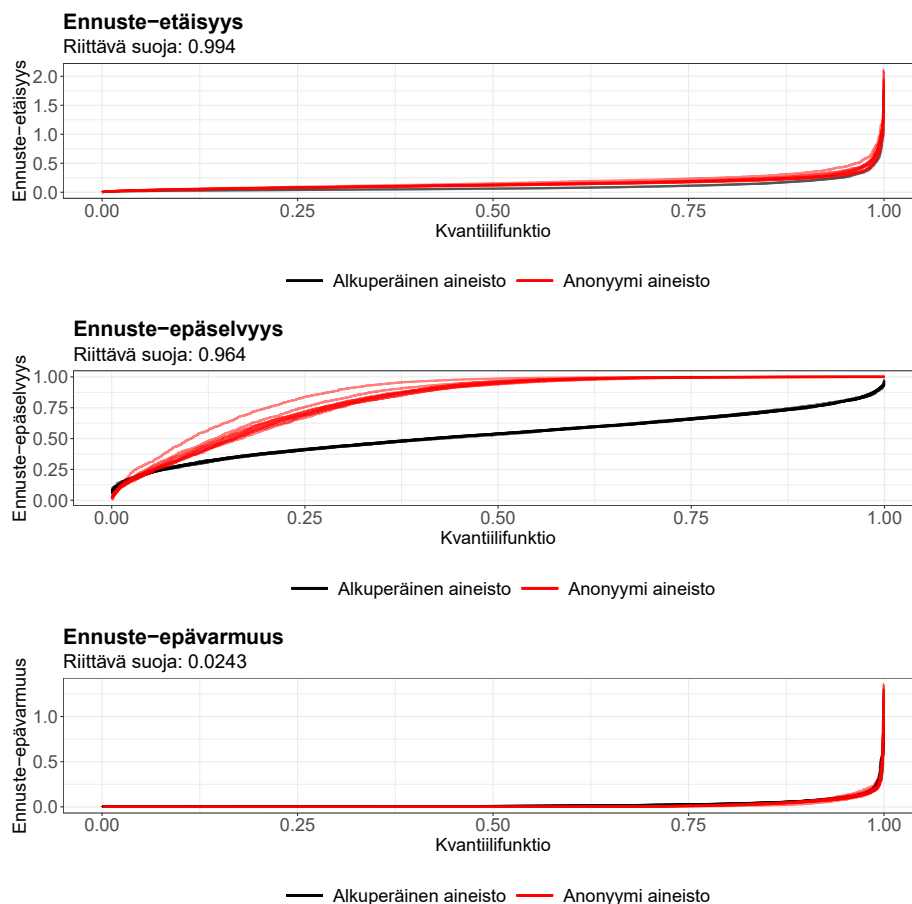 Ennuste−etäisyys
Riittävä suoja: 0.994
Ennuste−etäisyys
2.0
1.5
1.0
0.5
0.0
0.00 0.25 0.50 0.75 1.00
Kvantiilifunktio
Alkuperäinen aineisto Anonyymi aineisto
Ennuste−epäselvyys
Riittävä suoja: 0.964
Ennuste−epäselvyys
1.00
0.75
0.50
0.25
0.00
0.00 0.25 0.50 0.75 1.00
Kvantiilifunktio
Alkuperäinen aineisto Anonyymi aineisto
Ennuste−epävarmuus
Riittävä suoja: 0.0243
Ennuste−epävarmuus
1.0
0.5
0.0
0.00 0.25 0.50 0.75 1.00
Kvantiilifunktio
Alkuperäinen aineisto Anonyymi aineisto